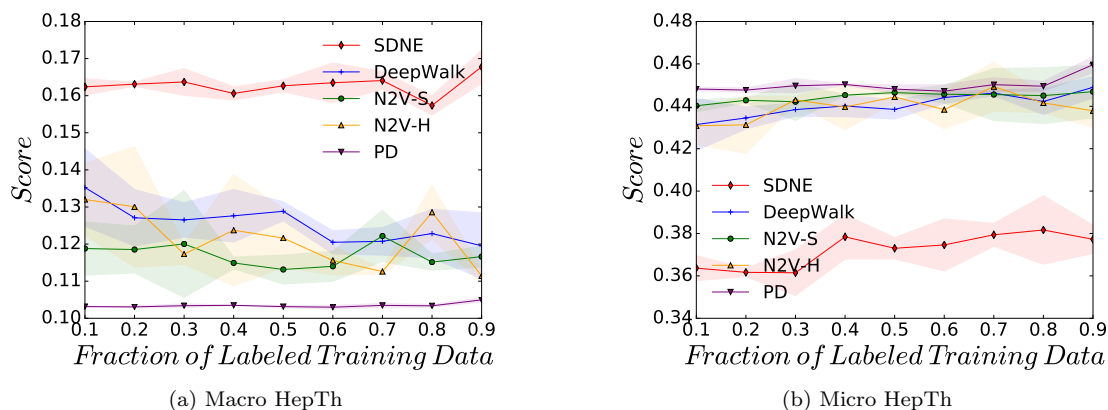 0.18
0.17
0.16
0.15
0.14
0.13
0.12
0.11
0.10
Score
SDNE
DeepWalk
N2V-S
N2V-H
PD
0.1 0.2 0.3 0.4 0.5 0.6 0.7 0.8 0.9
Fraction of Labeled Training Data
(a) Macro HepTh
0.48
0.46
0.44
0.42
0.40
0.38
0.36
0.34
Score
SDNE
DeepWalk
N2V-S
N2V-H
PD
0.1 0.2 0.3 0.4 0.5 0.6 0.7 0.8 0.9
Fraction of Labeled Training Data
(b) Micro HepTh